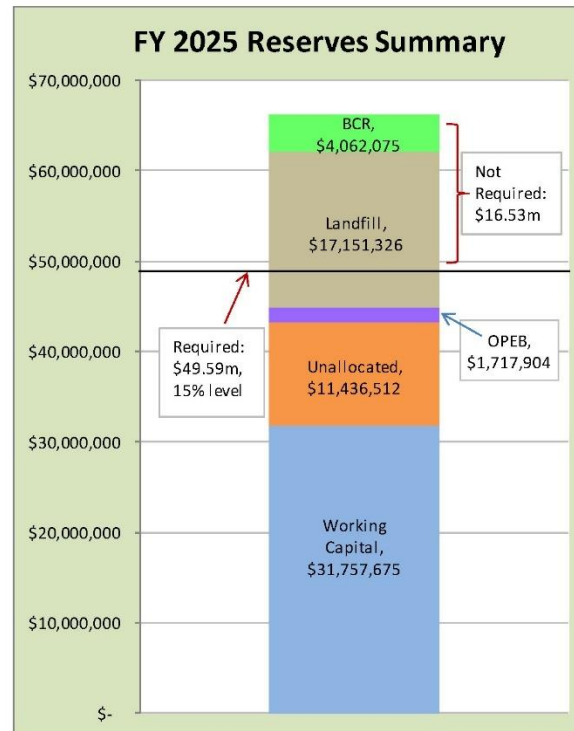 FY 2025 Reserves Summary
$70,000,000
$60,000,000
$50,000,000
$40,000,000
$30,000,000
$20,000,000
$10,000,000
$-
BCR,
$4,062,075
Not
Required:
$16.53m
Landfill,
$17,151,326
Required:
$49.59m,
15% level
OPEB,
$1,717,904
Unallocated,
$11,436,512
Working
Capital,
$31,757,675